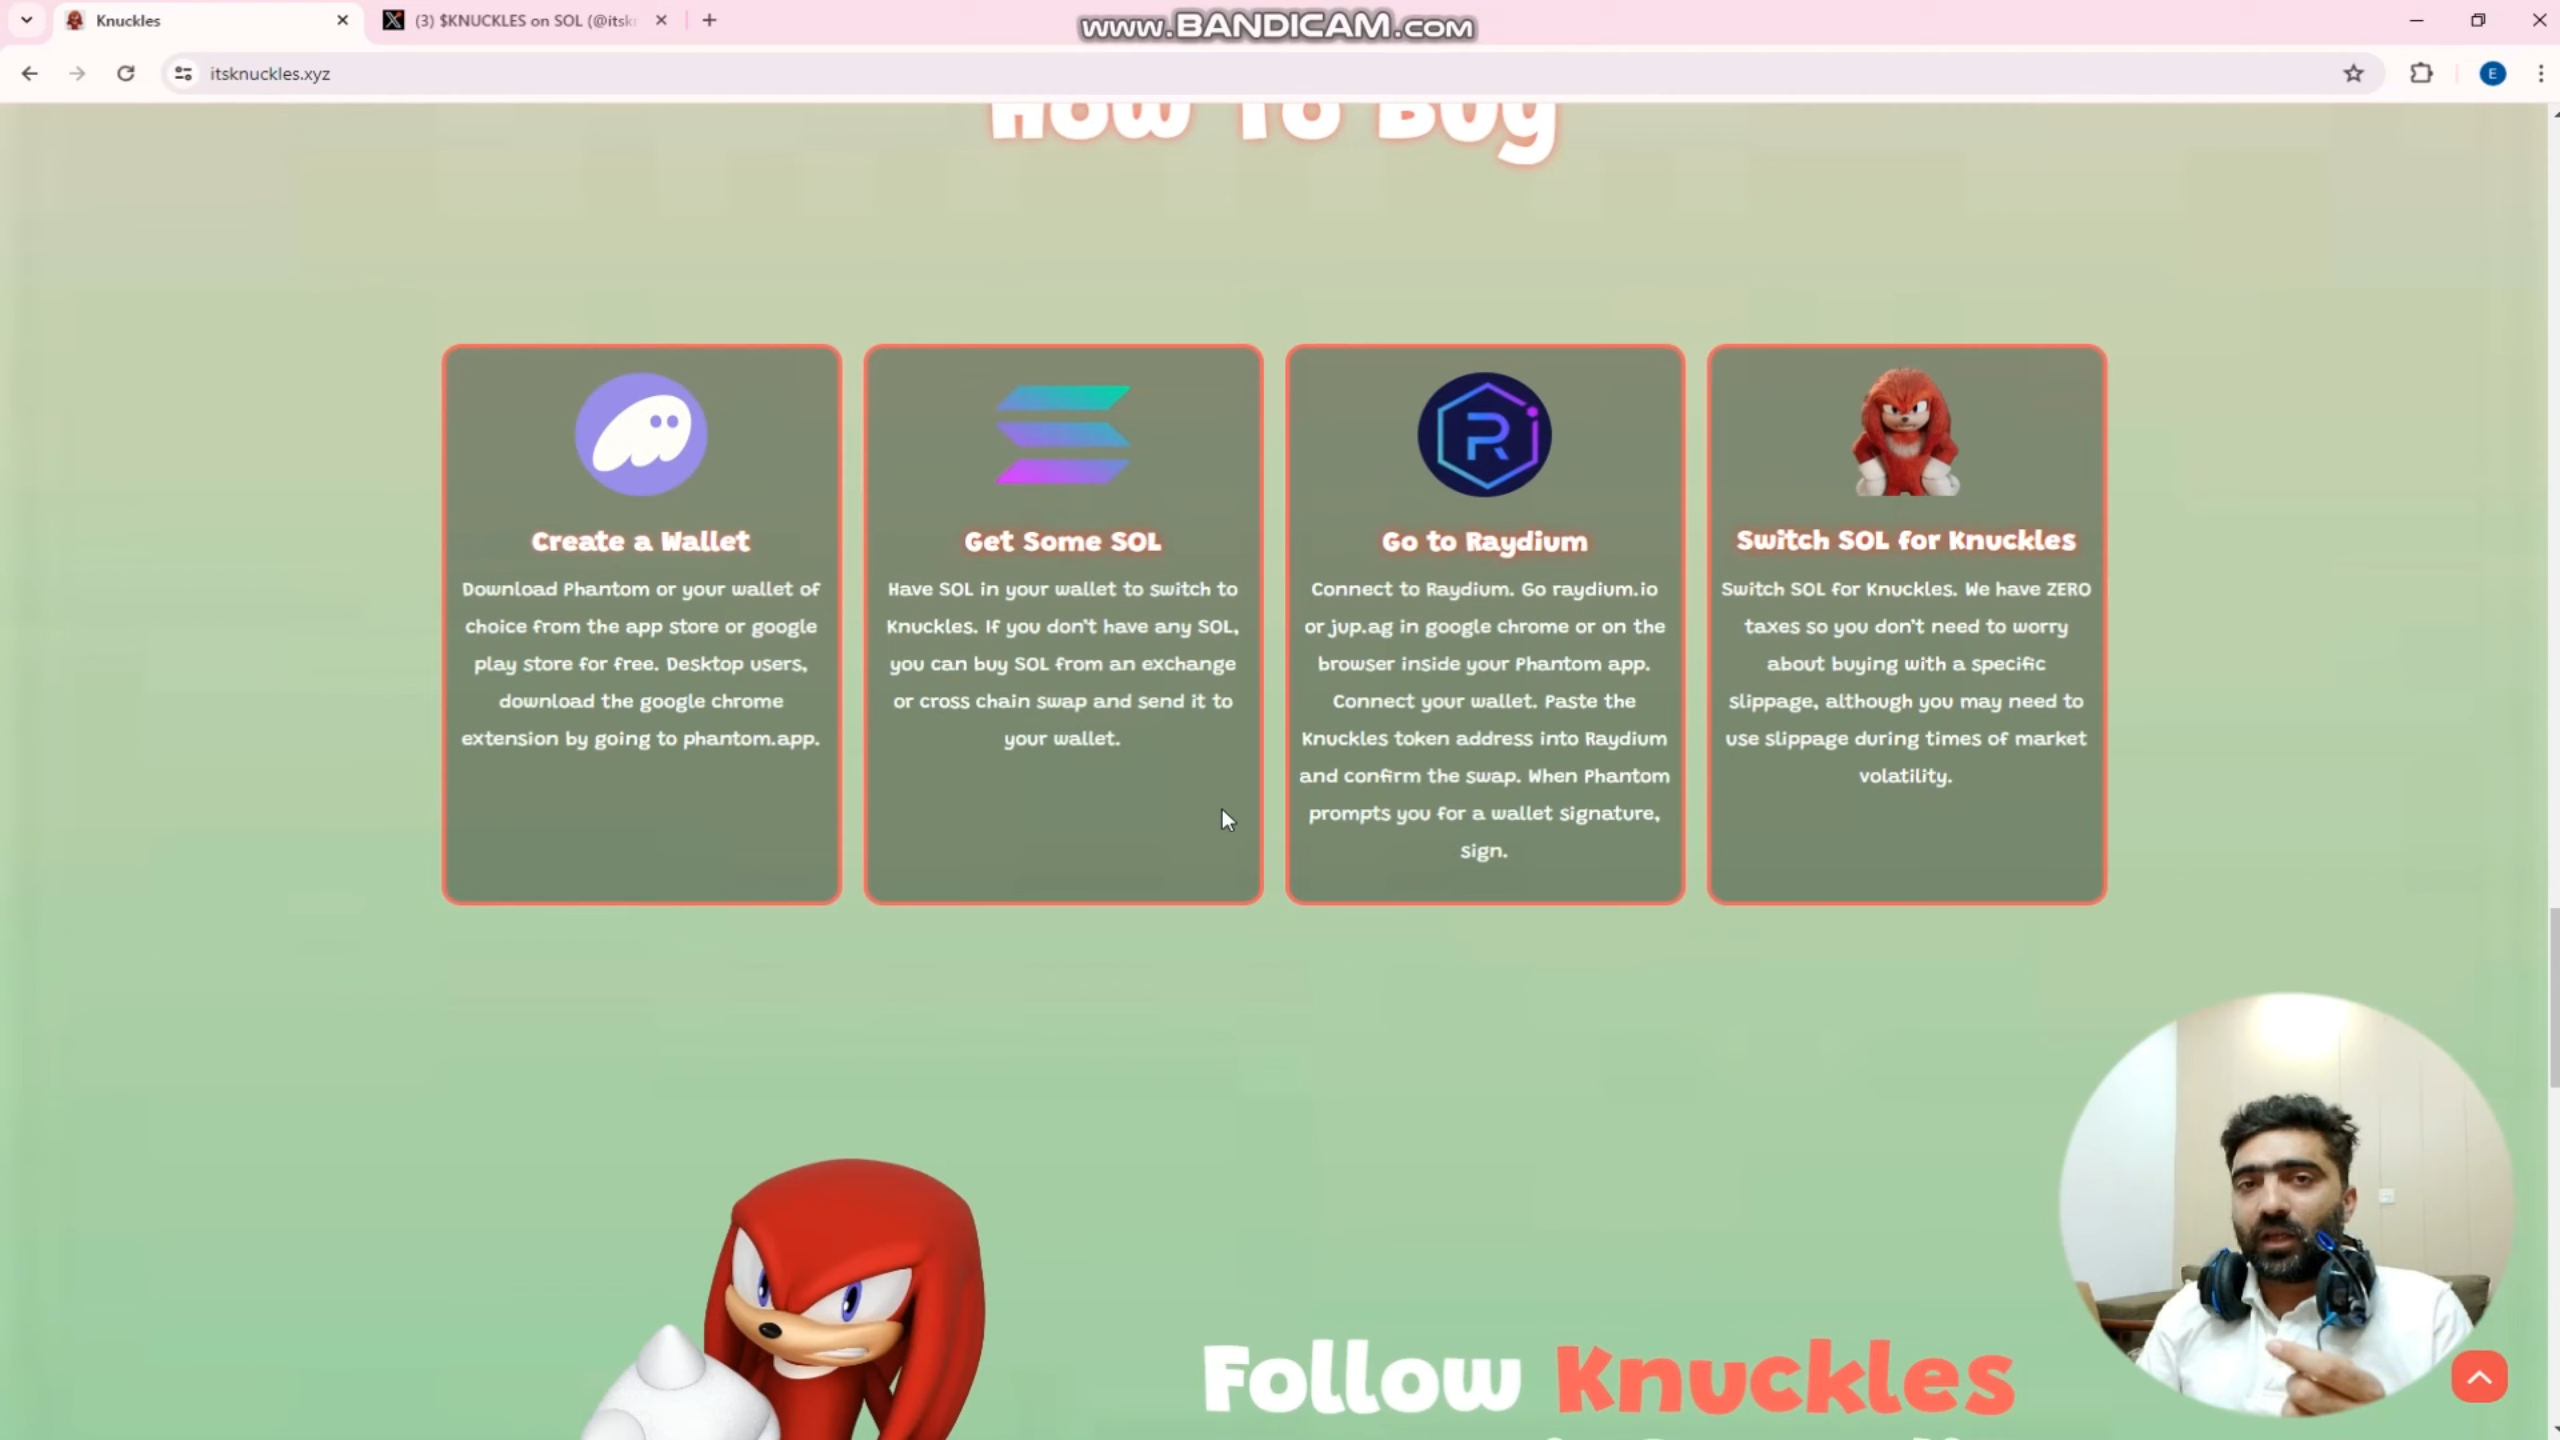 Knuckles
(3) $KNUCKLES on SOL (@itsk
www.BANDICAM.com
itsknuckles.xyz
E
How To Buy
Create a Wallet
Download Phantom or your wallet of
choice from the app store or google
play store for free. Desktop users,
download the google chrome
extension by going to phantom.app.
Get Some SOL
Have SOL in your wallet to switch to
Knuckles. If you don't have any SOL,
you can buy SOL from an exchange
or cross chain swap and send it to
your wallet.
R
Go to Raydium
Connect to Raydium. Go raydium.io
or jup.ag in google chrome or on the
browser inside your Phantom app.
Connect your wallet. Paste the
Knuckles token address into Raydium
and confirm the swap. When Phantom
prompts you for a wallet signature,
sign.
Switch SOL for Knuckles
Switch SOL for Knuckles. We have ZERO
taxes so you don't need to worry
about buying with a specific
slippage, although you may need to
use slippage during times of market
volatility.
Follow Knuckles